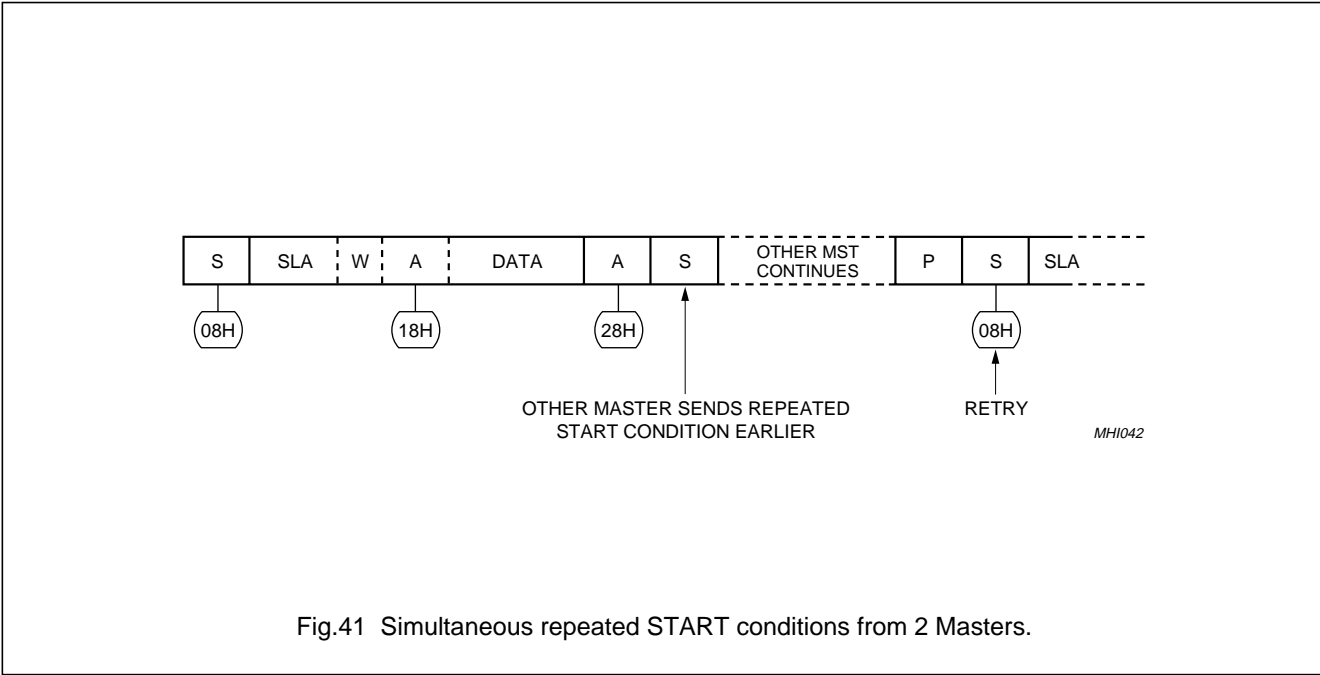 S SLA W A DATA A S OTHER MST CONTINUES P S SLA
08H 18H 28H 08H
OTHER MASTER SENDS REPEATED START CONDITION EARLIER
RETRY
MHI042
Fig.41 Simultaneous repeated START conditions from 2 Masters.